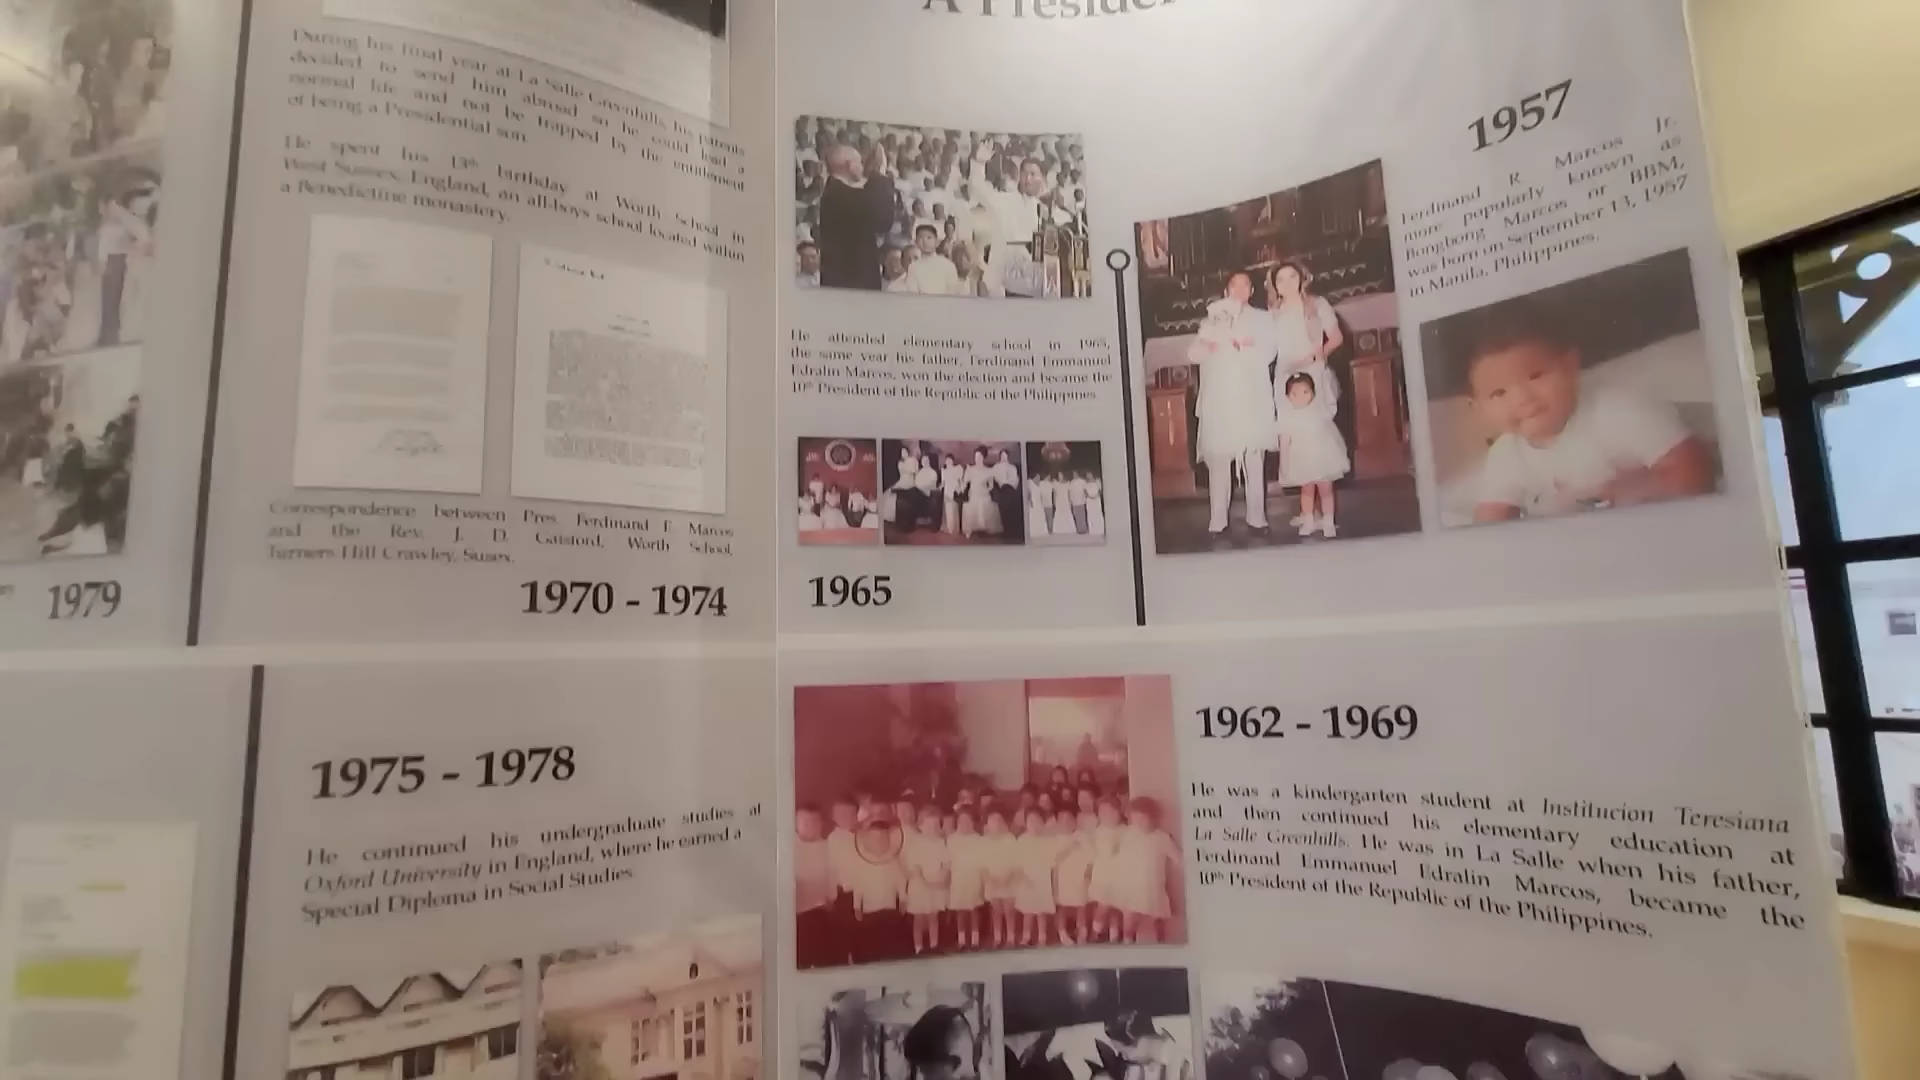 A Presiden
During his final year at La Salle Greenhills, his parents
decided to send him abroad so he could lead a
normal life and not be trapped by the entitlement
of being a Presidential son.
He spent his 13th birthday at Worth School in
West Sussex, England, an all-boys school located within
a Benedictine monastery.
Correspondence between Pres. Ferdinand E. Marcos
and the Rev. J. D. Gaisford, Worth School,
Turners Hill Crawley, Susex.
1979
1970 - 1974
He attended elementary school in 1965,
the same year his father, Ferdinand Emmanuel
Edralin Marcos, won the election and became the
10th President of the Republic of the Philippines.
1965
1957
Ferdinand R. Marcos Jr.
more popularly known as
Bongbong Marcos or BBM,
was born on September 13, 1957
in Manila, Philippines.
1975 - 1978
He continued his undergraduate studies at
Oxford University in England, where he earned a
Special Diploma in Social Studies
1962 - 1969
He was a kindergarten student at Institucion Teresiana
and then continued his elementary education at
La Salle Greenhills. He was in La Salle when his father,
Ferdinand Emmanuel Edralin Marcos, became the
10th President of the Republic of the Philippines.